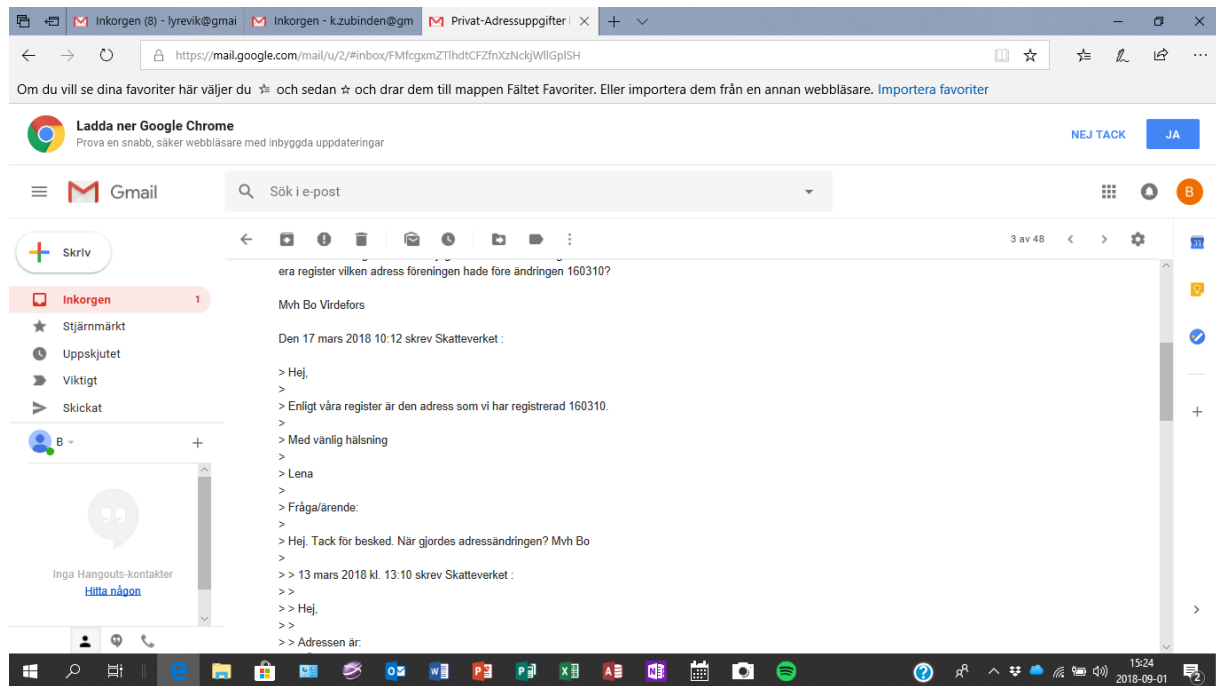 Inkorgen (8) - lyrevik@gmai
Inkorgen - k.zubinden@gm
Privat-Adressuppgifter
https://mail.google.com/mail/u/2/#inbox/FMfcgxmZTlhdtCFZfnXzNckjWllGplSH
Om du vill se dina favoriter här väljer du och sedan och drar dem till mappen Fältet Favoriter. Eller importera dem från en annan webbläsare. Importera favoriter
Ladda ner Google Chrome
Prova en snabb, säker webbläsare med inbyggda uppdateringar
NEJ TACK
JA
Gmail
Sök i e-post
B
Skriv
3 av 48
31
era register vilken adress föreningen hade före ändringen 160310?
Inkorgen 1
Mvh Bo Virdefors
Stjärnmärkt
Den 17 mars 2018 10:12 skrev Skatteverket :
Uppskjutet
Viktigt
Skickat
> Hej,
>
> Enligt våra register är den adress som vi har registrerad 160310.
>
> Med vänlig hälsning
>
> Lena
>
> Fråga/ärende:
>
> Hej. Tack för besked. När gjordes adressändringen? Mvh Bo
>
> > 13 mars 2018 kl. 13:10 skrev Skatteverket :
> >
> > Hej,
> >
> > Adressen är:
B
Inga Hangouts-kontakter
Hitta någon
15:24
2018-09-01
2